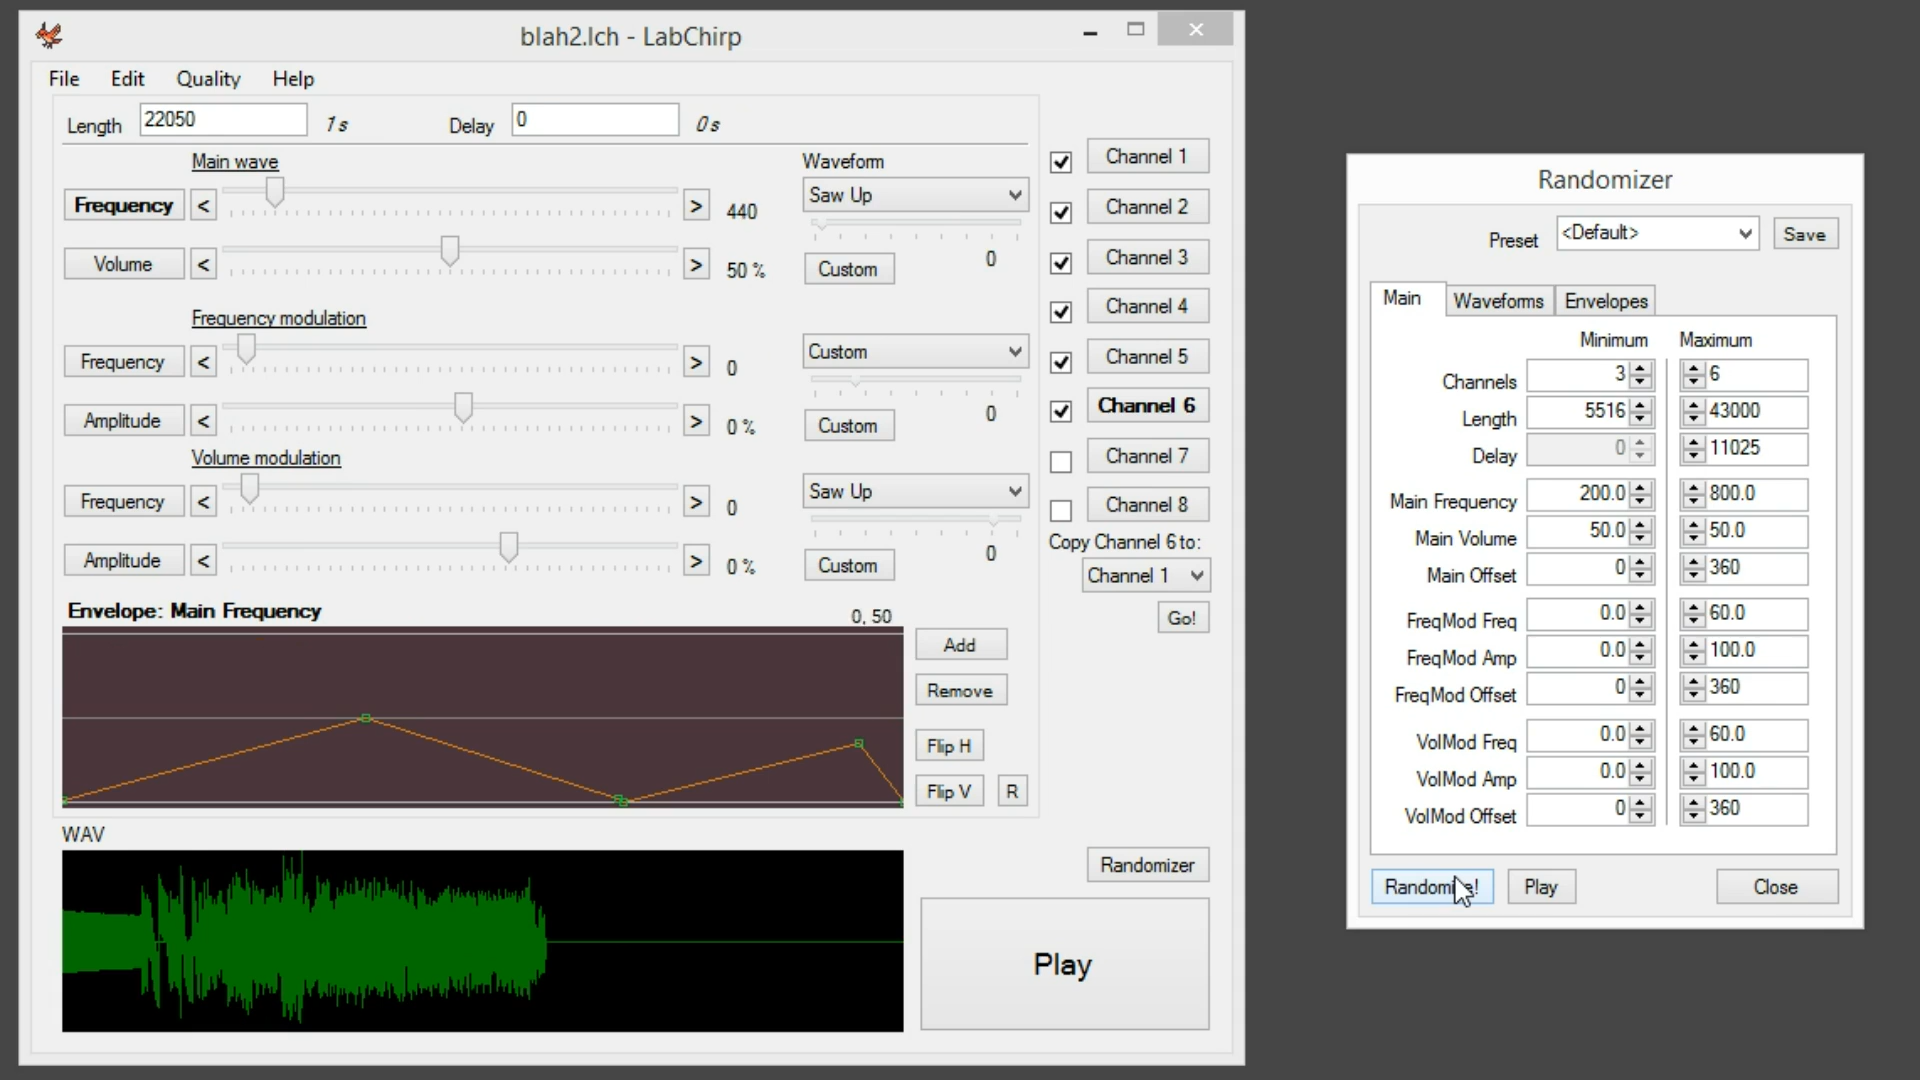 blah2.lch - LabChirp
File Edit Quality Help
Length 22050 1 s Delay 0 0 s
Main wave Waveform
Frequency < > 440 Saw Up
Volume < > 50 % Custom 0
Frequency modulation
Frequency < > 0 Custom
Amplitude < > 0 % Custom 0
Volume modulation
Frequency < > 0 Saw Up
Amplitude < > 0 % Custom 0
Envelope: Main Frequency 0, 50
Add
Remove
Flip H
Flip V R
Channel 1
Channel 2
Channel 3
Channel 4
Channel 5
Channel 6
Channel 7
Channel 8
Copy Channel 6 to:
Channel 1
Go!
WAV
Randomizer
Play
Randomizer
Preset <Default> Save
Main Waveforms Envelopes
Minimum Maximum
Channels 3 6
Length 5516 43000
Delay 0 11025
Main Frequency 200.0 800.0
Main Volume 50.0 50.0
Main Offset 0 360
FreqMod Freq 0.0 60.0
FreqMod Amp 0.0 100.0
FreqMod Offset 0 360
VolMod Freq 0.0 60.0
VolMod Amp 0.0 100.0
VolMod Offset 0 360
Randomize! Play Close